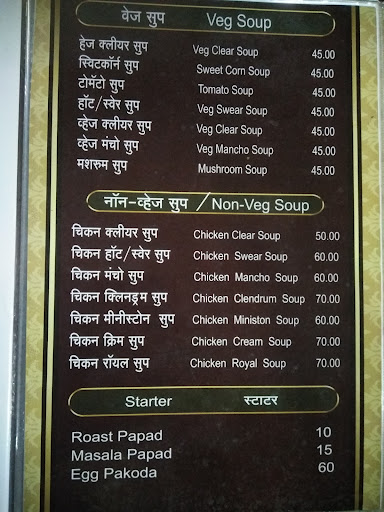 वेज सुप Veg Soup
हेज क्लीयर सुप Veg Clear Soup 45.00
स्विटकॉर्न सुप Sweet Corn Soup 45.00
टोमॅटो सुप Tomato Soup 45.00
हॉट/स्वेर सुप Veg Swear Soup 45.00
व्हेज क्लीयर सुप Veg Clear Soup 45.00
व्हेज मंचो सुप Veg Mancho Soup 45.00
मशरुम सुप Mushroom Soup 45.00
नॉन-व्हेज सुप / Non-Veg Soup
चिकन क्लीयर सुप Chicken Clear Soup 50.00
चिकन हॉट/स्वेर सुप Chicken Swear Soup 60.00
चिकन मंचो सुप Chicken Mancho Soup 60.00
चिकन क्लिनड्रम सुप Chicken Clendrum Soup 70.00
चिकन मीनीस्टोन सुप Chicken Ministon Soup 60.00
चिकन क्रिम सुप Chicken Cream Soup 70.00
चिकन रॉयल सुप Chicken Royal Soup 70.00
Starter स्टाटर
Roast Papad 10
Masala Papad 15
Egg Pakoda 60